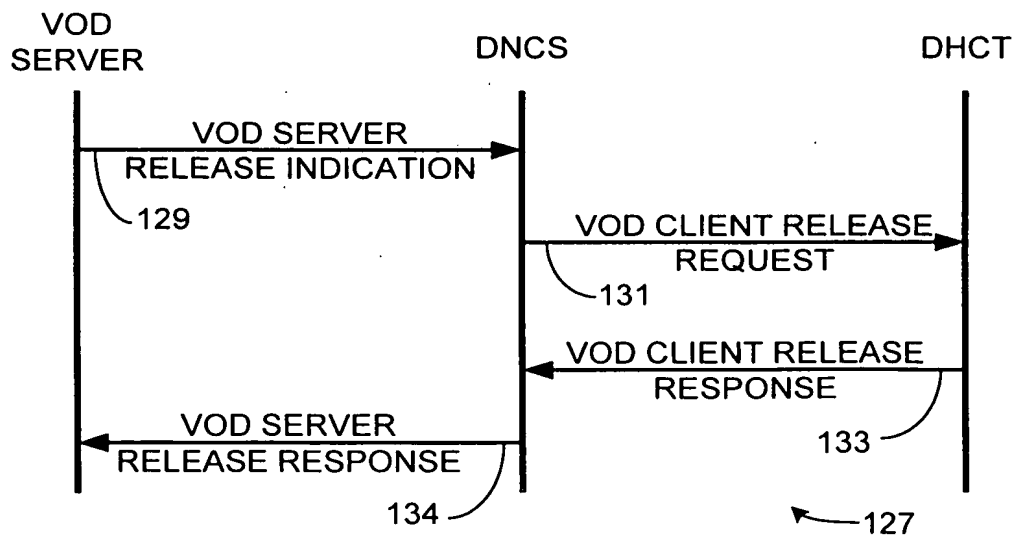 VOD
SERVER
DNCS
DHCT
VOD SERVER
RELEASE INDICATION
129
VOD CLIENT RELEASE
REQUEST
131
VOD CLIENT RELEASE
RESPONSE
133
VOD SERVER
RELEASE RESPONSE
134
127